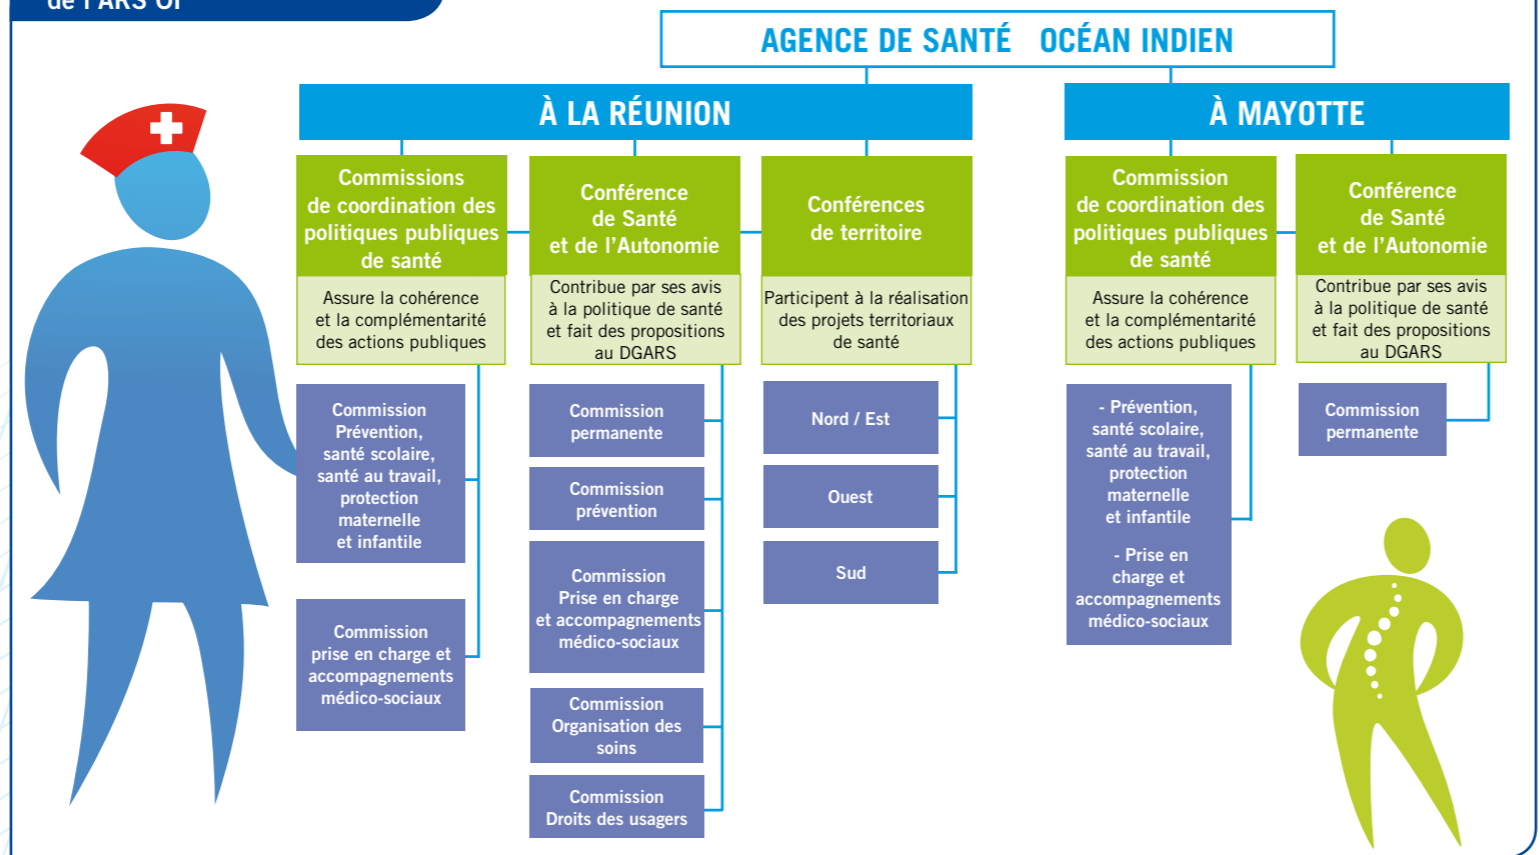 de l'ARS OI
AGENCE DE SANTÉ OCÉAN INDIEN
À LA RÉUNION
Commissions
de coordination des
politiques publiques
de santé
Assure la cohérence
et la complémentarité
des actions publiques
Commission
Prévention,
santé scolaire,
santé au travail,
protection
maternelle
et infantile
Commission
prise en charge et
accompagnements
médico-sociaux
Conférence
de Santé
et de l'Autonomie
Contribue par ses avis
à la politique de santé
et fait des propositions
au DGARS
Commission
permanente
Commission
prévention
Commission
Prise en charge
et accompagnements
médico-sociaux
Commission
Organisation des
soins
Commission
Droits des usagers
Conférences
de territoire
Participent à la réalisation
des projets territoriaux
de santé
Nord / Est
Ouest
Sud
À MAYOTTE
Commission
de coordination des
politiques publiques
de santé
Assure la cohérence
et la complémentarité
des actions publiques
- Prévention,
santé scolaire,
santé au travail,
protection
maternelle
et infantile
- Prise en
charge et
accompagnements
médico-sociaux
Conférence
de Santé
et de l'Autonomie
Contribue par ses avis
à la politique de santé
et fait des propositions
au DGARS
Commission
permanente